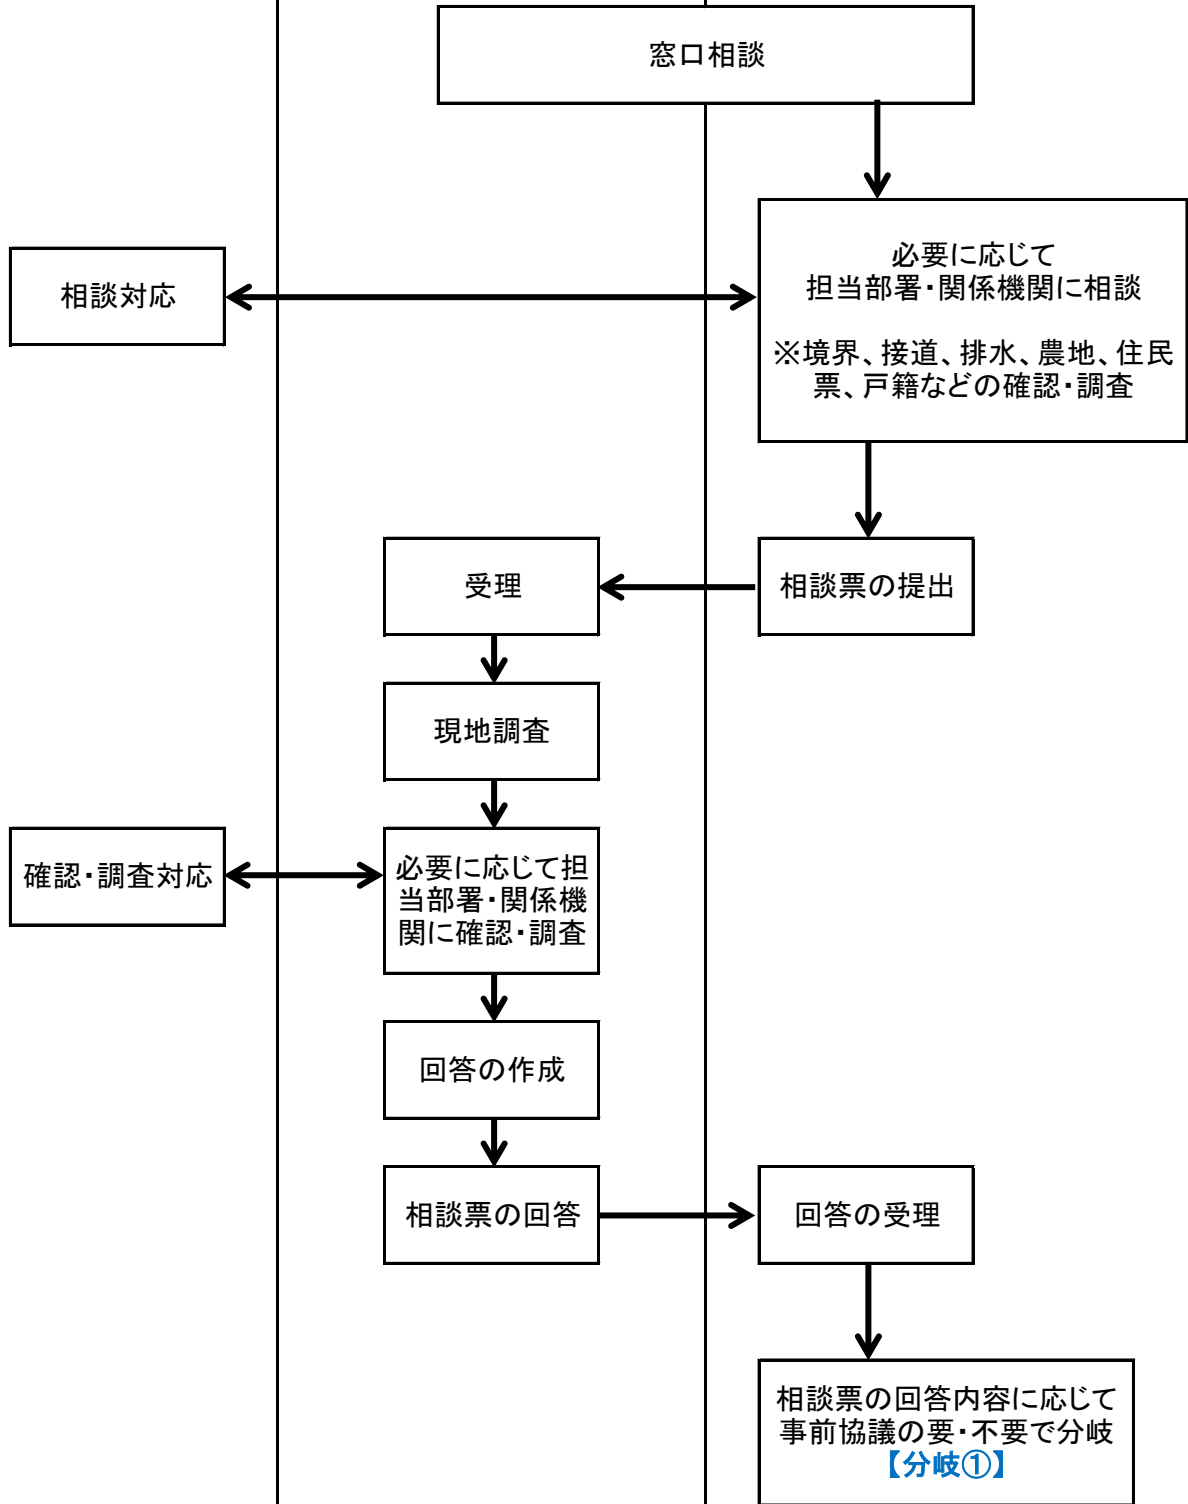 窓口相談
必要に応じて
担当部署・関係機関に相談
※境界、接道、排水、農地、住民
票、戸籍などの確認・調査
相談対応
相談票の提出
受理
現地調査
必要に応じて担
当部署・関係機
関に確認・調査
確認・調査対応
回答の作成
相談票の回答
回答の受理
相談票の回答内容に応じて
事前協議の要・不要で分岐
【分岐①】